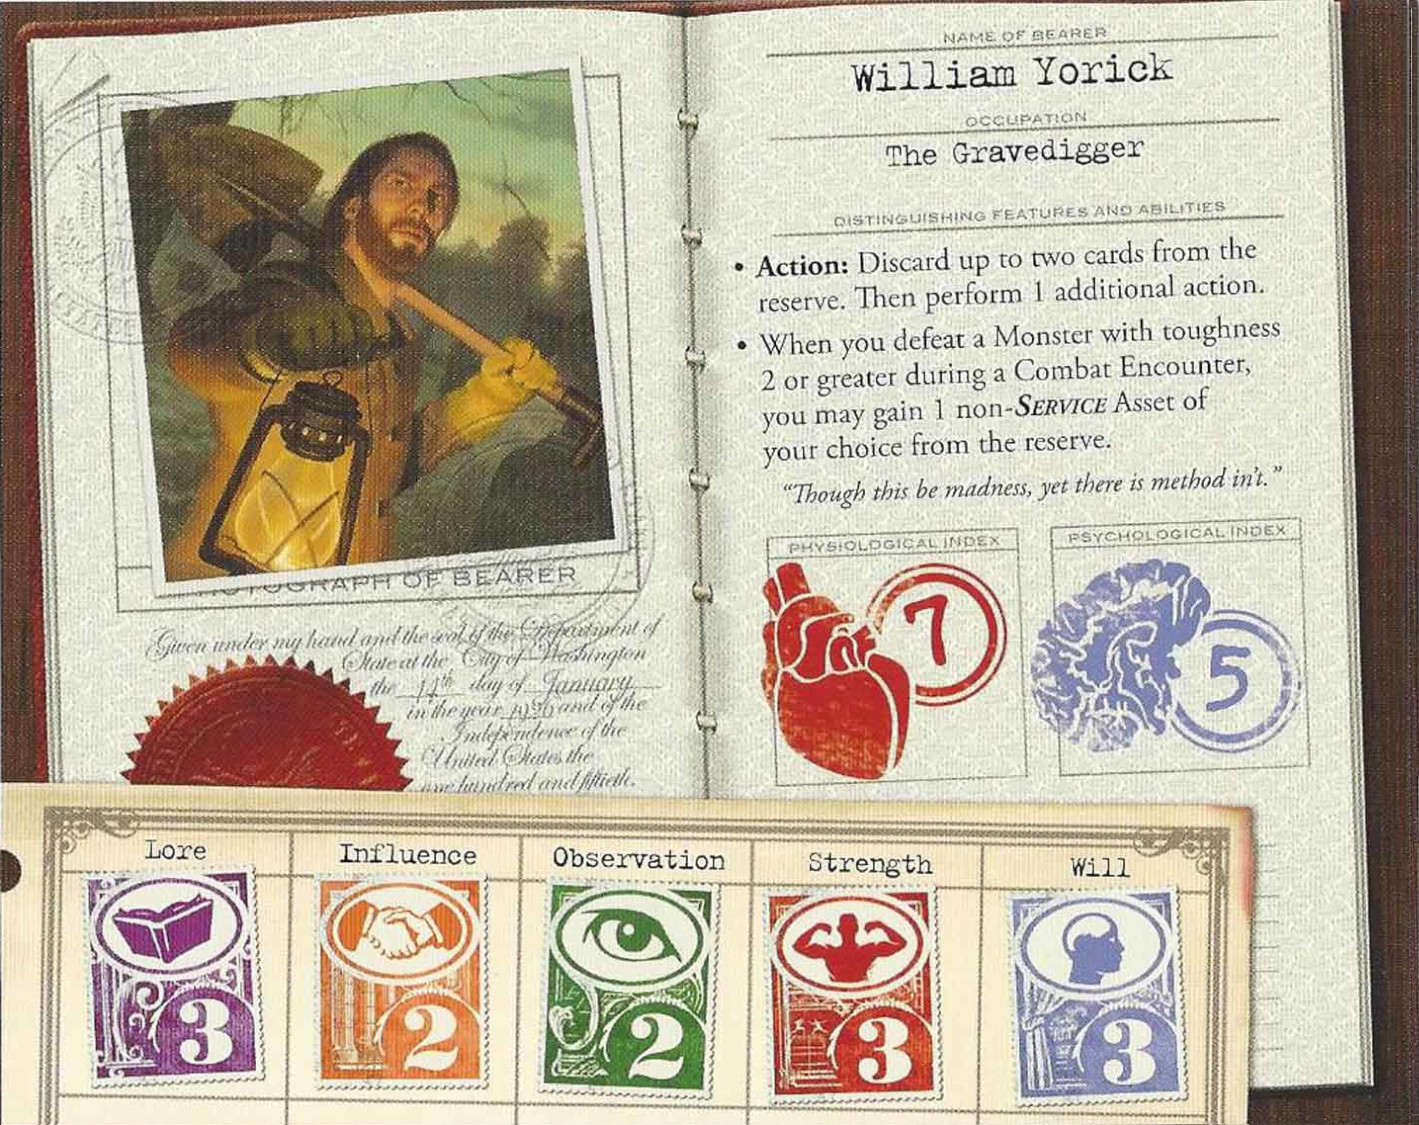 NAME OF BEARER
William Yorick
OCCUPATION
The Gravedigger
DISTINGUISHING FEATURES AND ABILITIES
• Action: Discard up to two cards from the
reserve. Then perform 1 additional action.
• When you defeat a Monster with toughness
2 or greater during a Combat Encounter,
you may gain 1 non-SERVICE Asset of
your choice from the reserve.
“Though this be madness, yet there is method in't.”
PHYSIOLOGICAL INDEX
7
PSYCHOLOGICAL INDEX
5
OF BEARER
Given under my hand and the seal of the Department of
State at the City of Washington
the 14th day of January
in the year 1926 and of the
Independence of the
United States the
one hundred and fiftieth.
Lore
3
Influence
2
Observation
2
Strength
3
Will
3